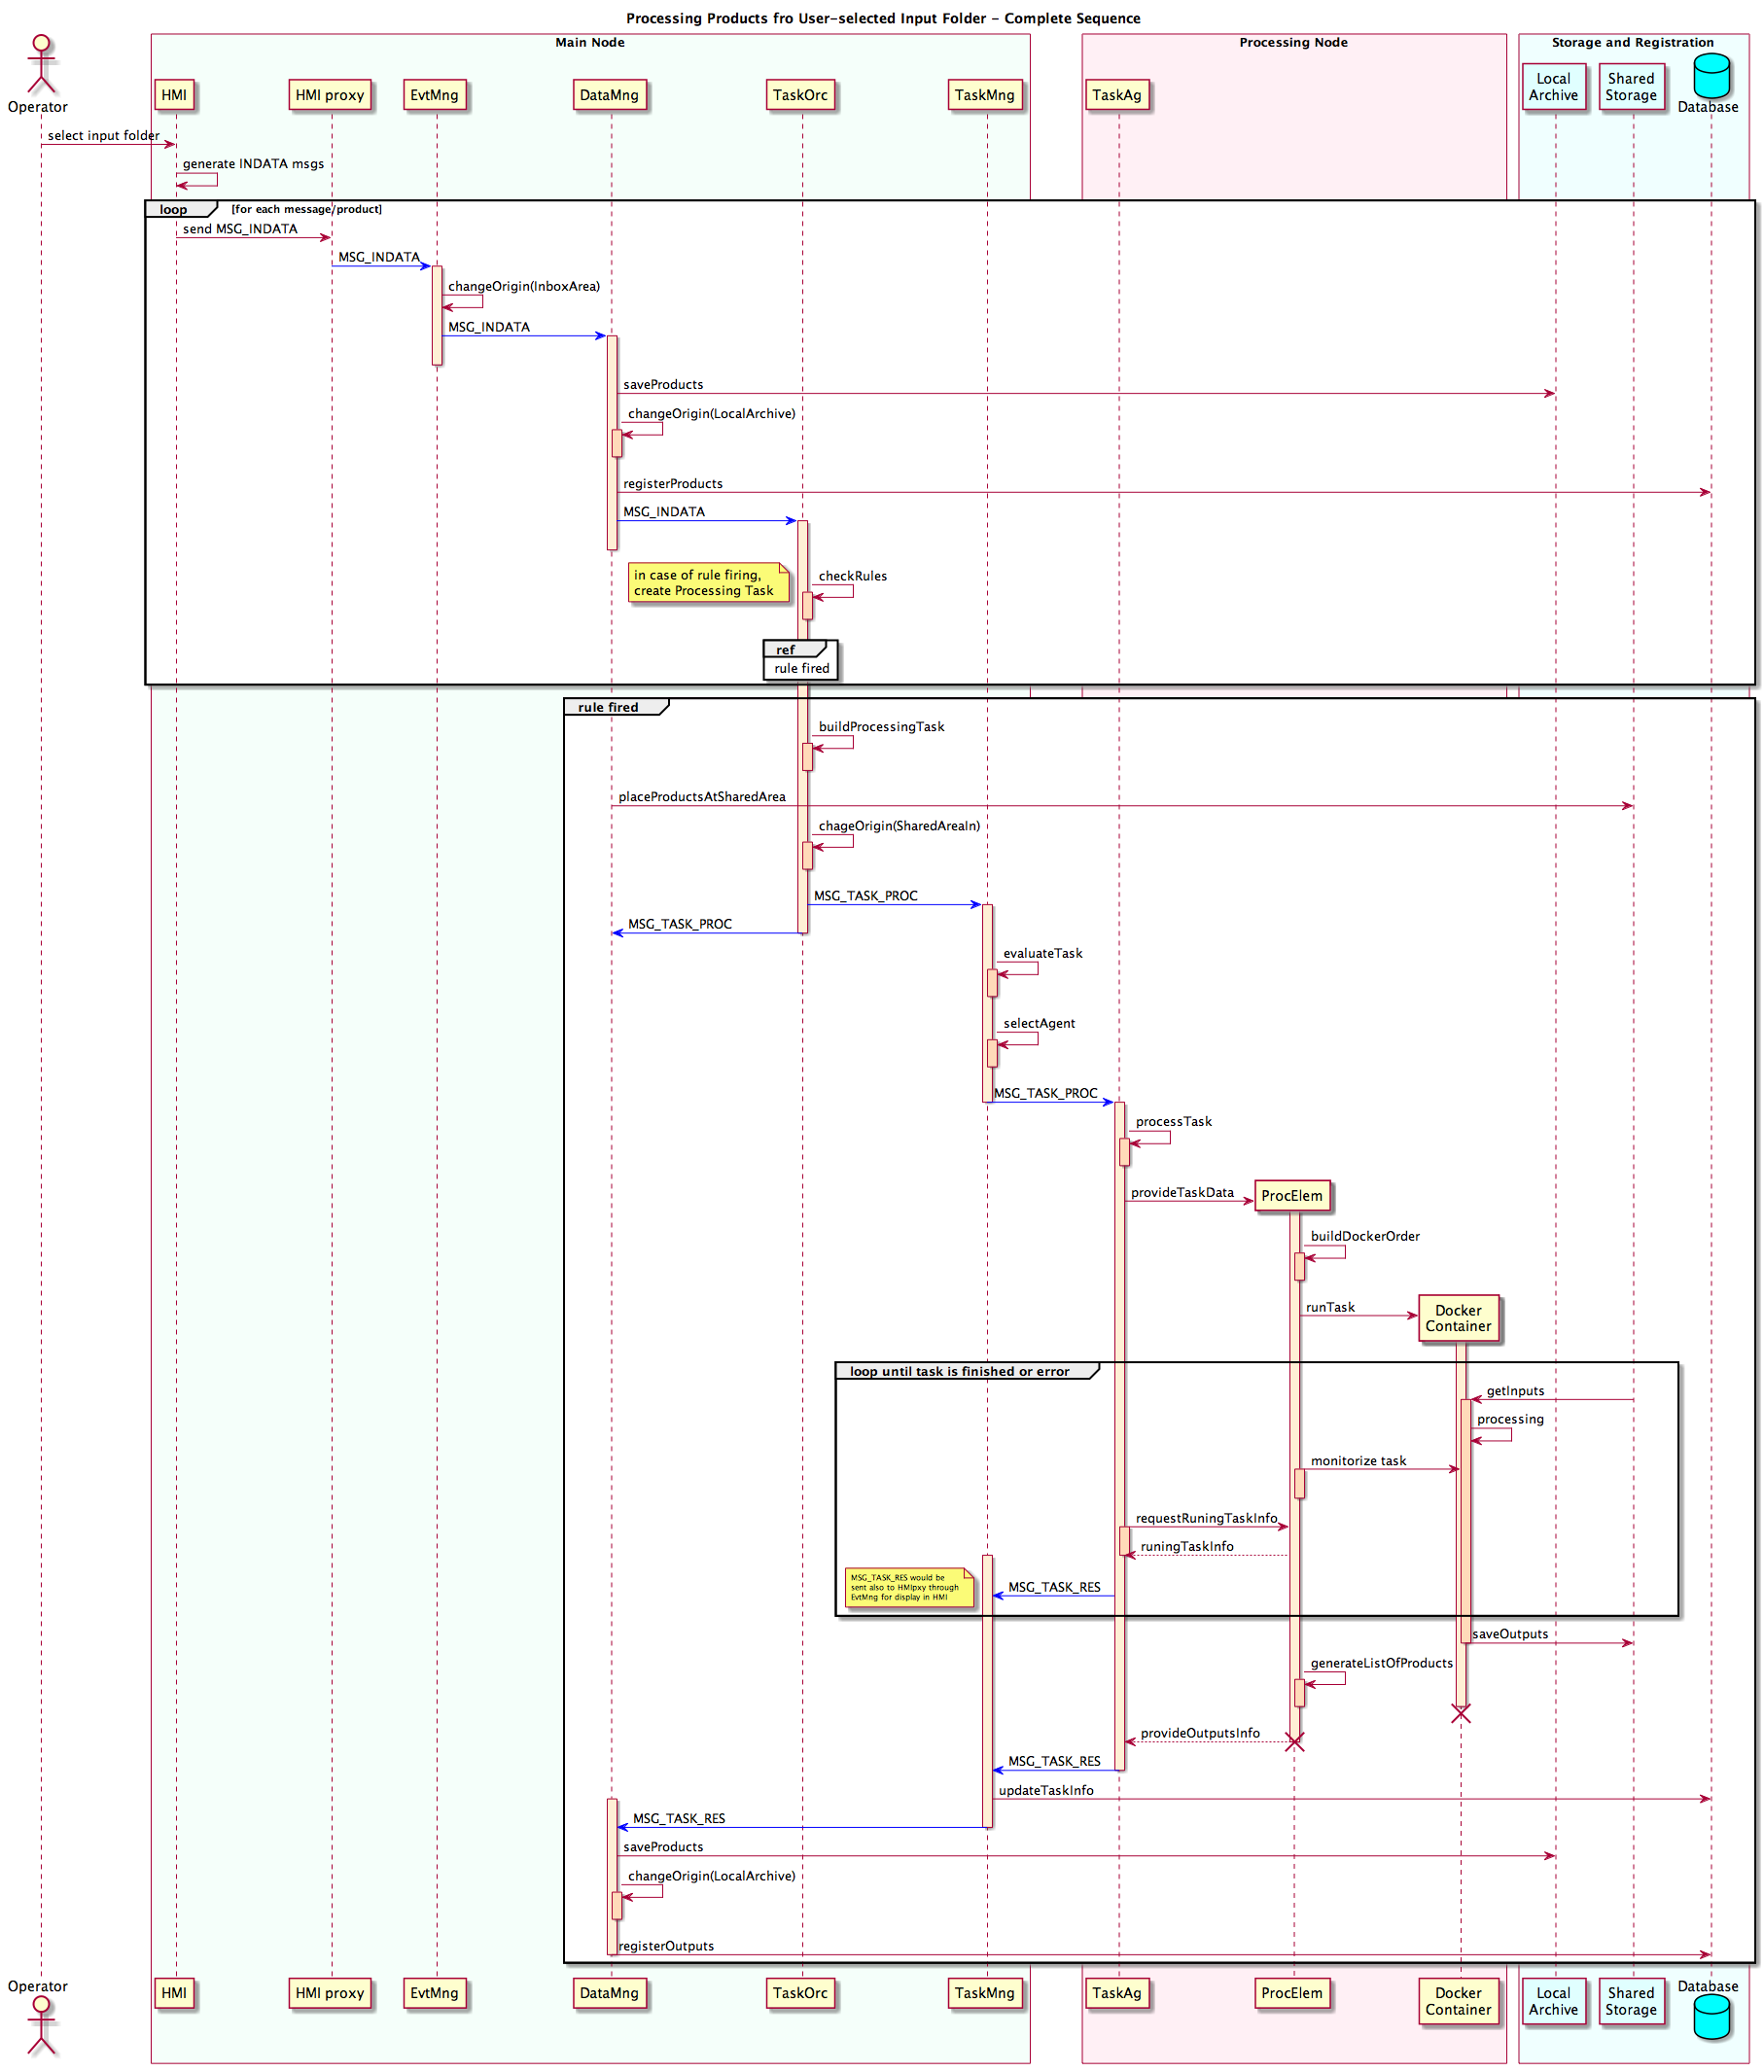 Processing Products fro User-selected Input Folder - Complete Sequence
Main Node
Processing Node
Storage and Registration
Operator
HMI
HMI proxy
EvtMng
DataMng
TaskOrc
TaskMng
TaskAg
Local
Archive
Shared
Storage
Database
select input folder
generate INDATA msgs
loop
[for each message/product]
send MSG_INDATA
MSG_INDATA
changeOrigin(InboxArea)
MSG_INDATA
saveProducts
changeOrigin(LocalArchive)
registerProducts
MSG_INDATA
in case of rule firing,
create Processing Task
checkRules
ref
rule fired
rule fired
buildProcessingTask
placeProductsAtSharedArea
chageOrigin(SharedAreaIn)
MSG_TASK_PROC
MSG_TASK_PROC
evaluateTask
selectAgent
MSG_TASK_PROC
processTask
provideTaskData
ProcElem
buildDockerOrder
runTask
Docker
Container
loop until task is finished or error
getInputs
processing
monitorize task
requestRuningTaskInfo
runingTaskInfo
MSG_TASK_RES would be
sent also to HMIpxy through
EvtMng for display in HMI
MSG_TASK_RES
saveOutputs
generateListOfProducts
provideOutputsInfo
MSG_TASK_RES
updateTaskInfo
MSG_TASK_RES
saveProducts
changeOrigin(LocalArchive)
registerOutputs
Operator
HMI
HMI proxy
EvtMng
DataMng
TaskOrc
TaskMng
TaskAg
ProcElem
Docker
Container
Local
Archive
Shared
Storage
Database